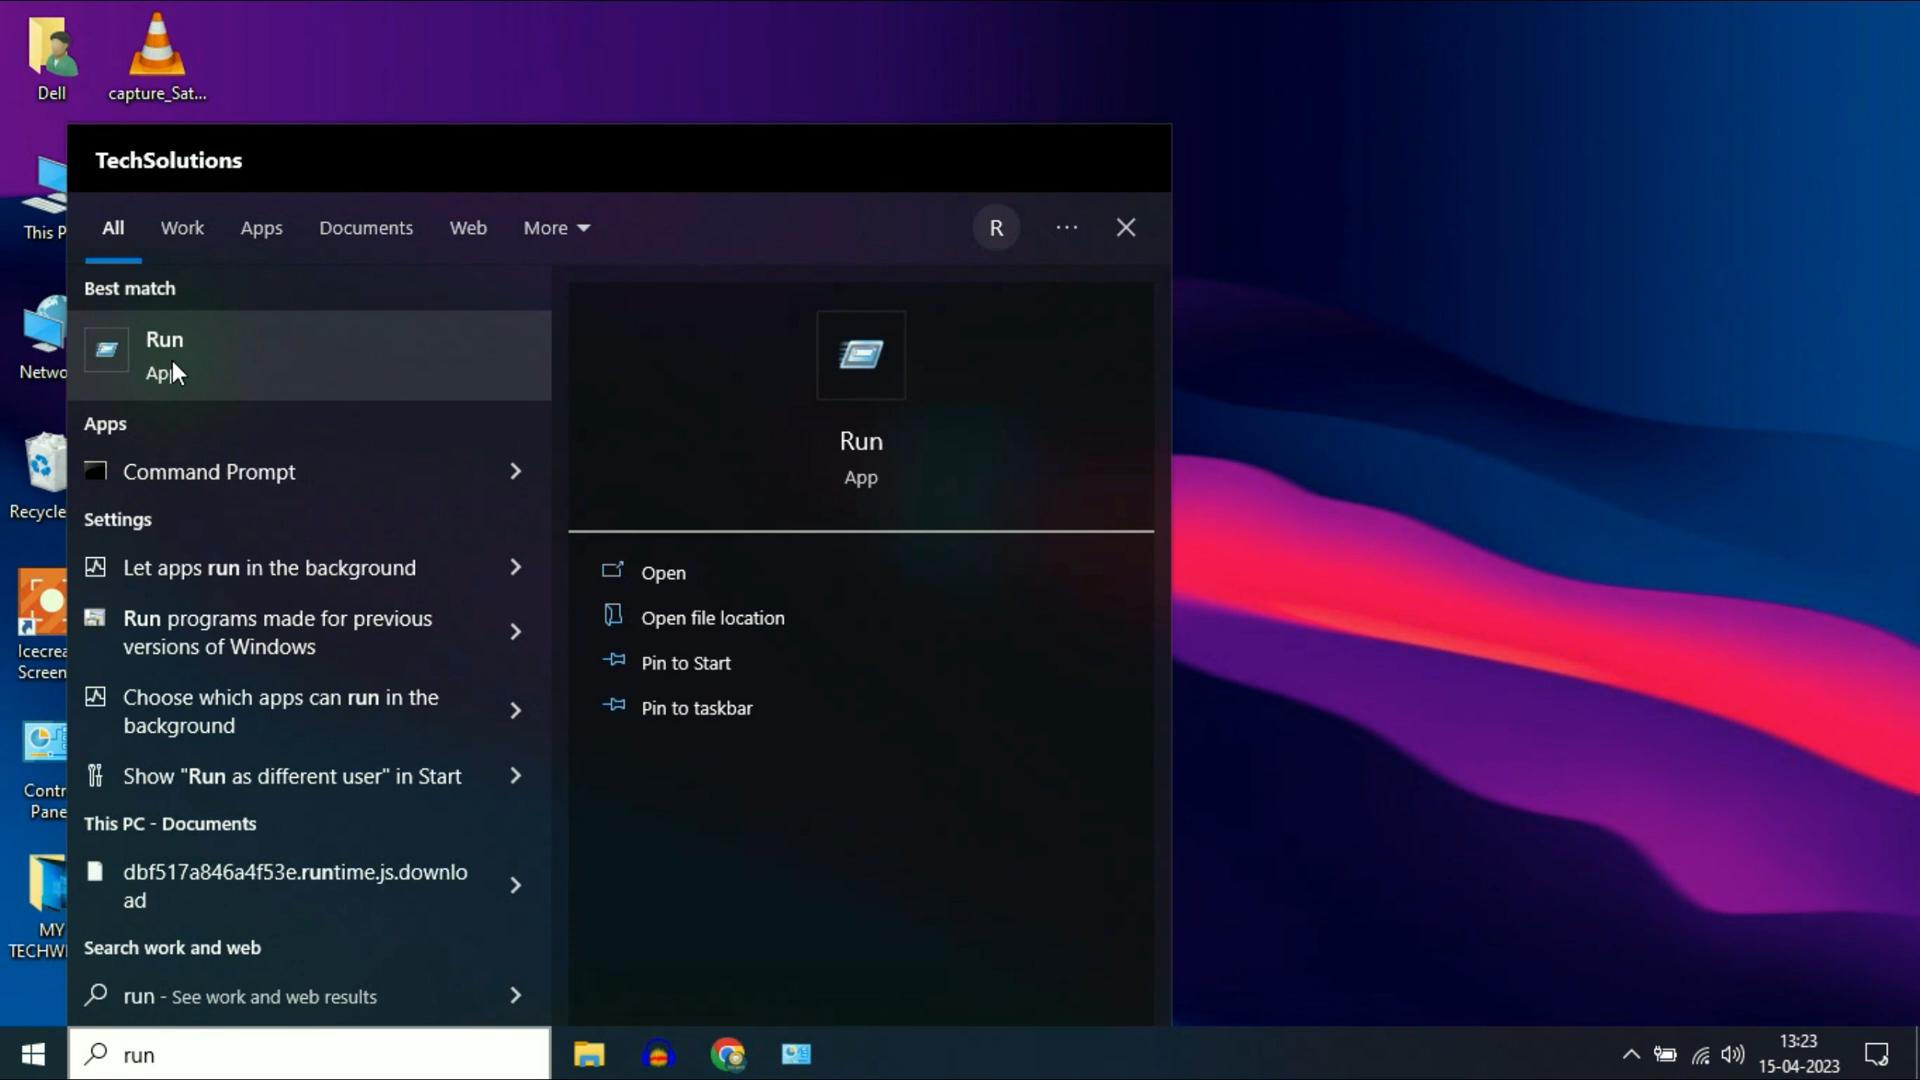 Dell
capture_Sat...
This P
Netwo
Recycle
Icecrea
Screen
Contr
Pane
MY
TECHW
TechSolutions
All Work Apps Documents Web More R ...
Best match
Run
App
Apps
Command Prompt
Settings
Let apps run in the background
Run programs made for previous
versions of Windows
Choose which apps can run in the
background
Show "Run as different user" in Start
This PC - Documents
dbf517a846a4f53e.runtime.js.downlo
ad
Search work and web
run - See work and web results
Run
App
Open
Open file location
Pin to Start
Pin to taskbar
run
13:23
15-04-2023